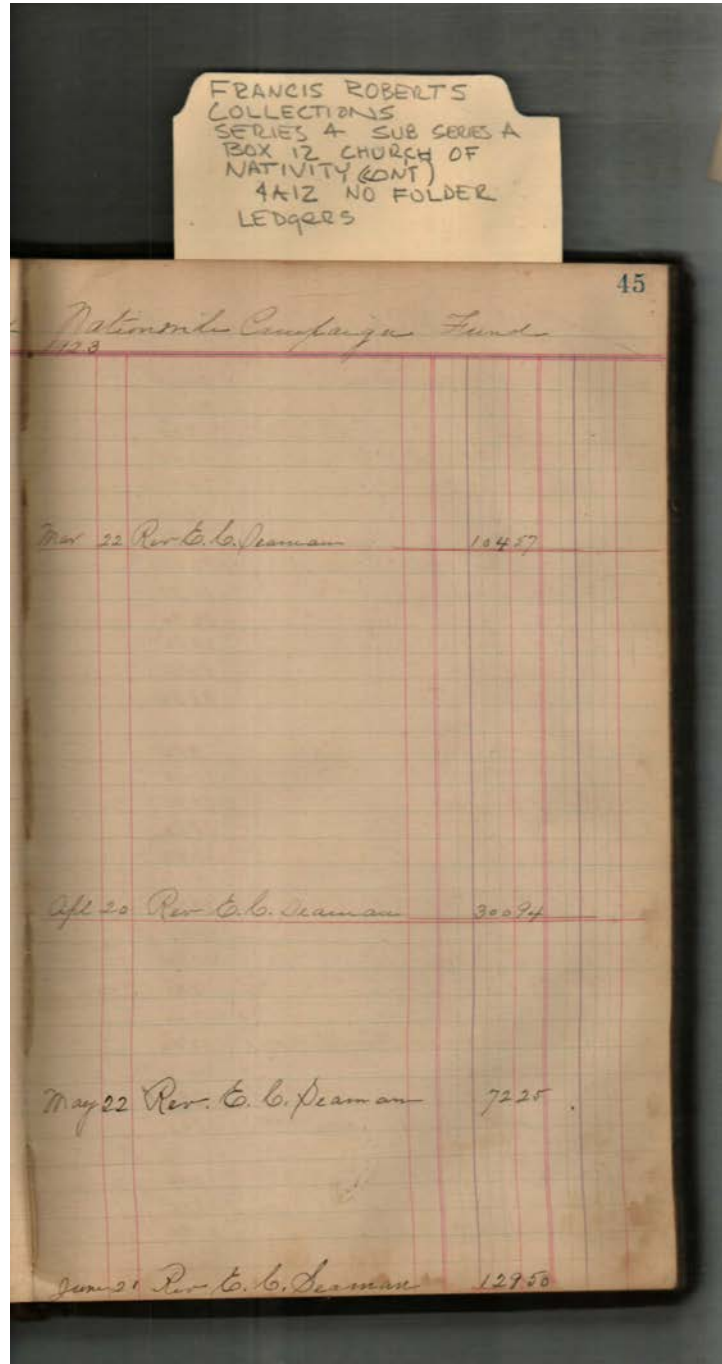 FRANCIS ROBERTS
COLLECTIONS
SERIES 4 SUB SERIES A
BOX 12 CHURCH OF
NATIVITY (CONT)
4A12 NO FOLDER
LEDGERS
45
Nationwide Campaign Fund
1923
Mar 22 Rev E. C. Seaman 104 57
Apl 20 Rev E. C. Seaman 300 94
May 22 Rev. E. C. Seaman 72 25
June 21 Rev E. C. Seaman 129 50